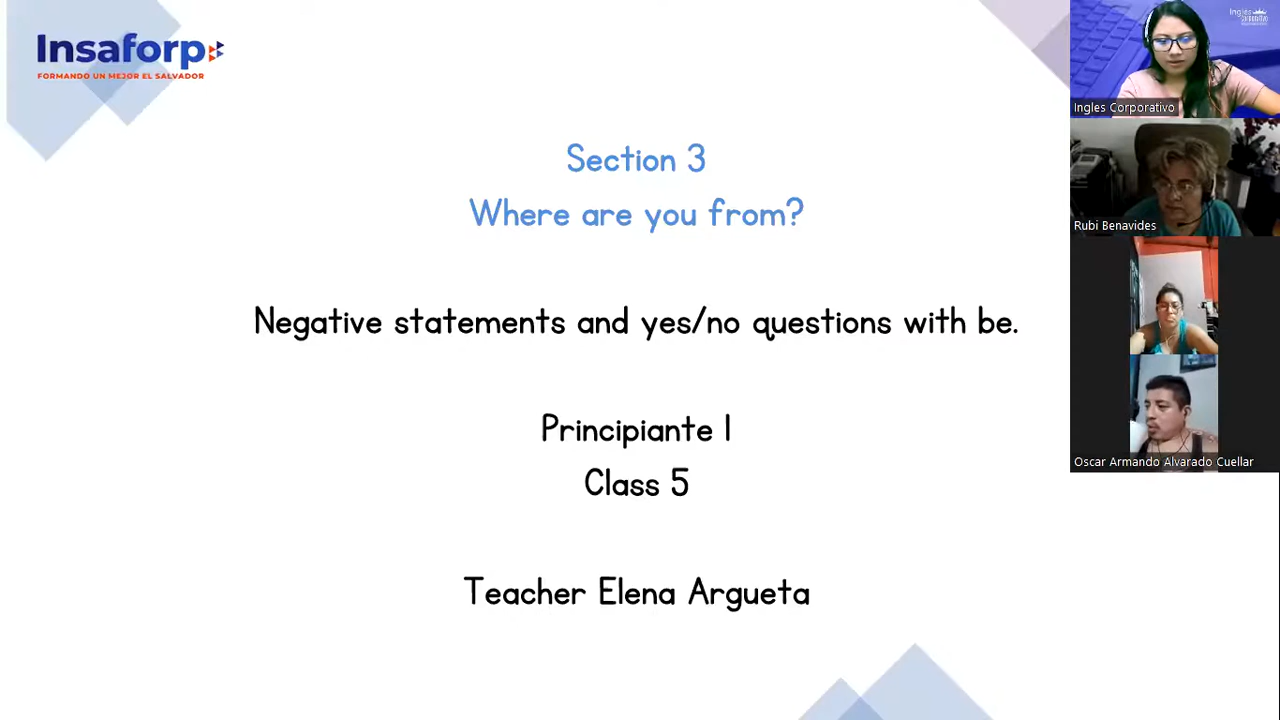 Insaforp
FORMANDO UN MEJOR EL SALVADOR
Section 3
Where are you from?
Negative statements and yes/no questions with be.
Principiante 1
Class 5
Teacher Elena Argueta
Ingles Corporativo
Rubi Benavides
Oscar Armando Alvarado Cuellar